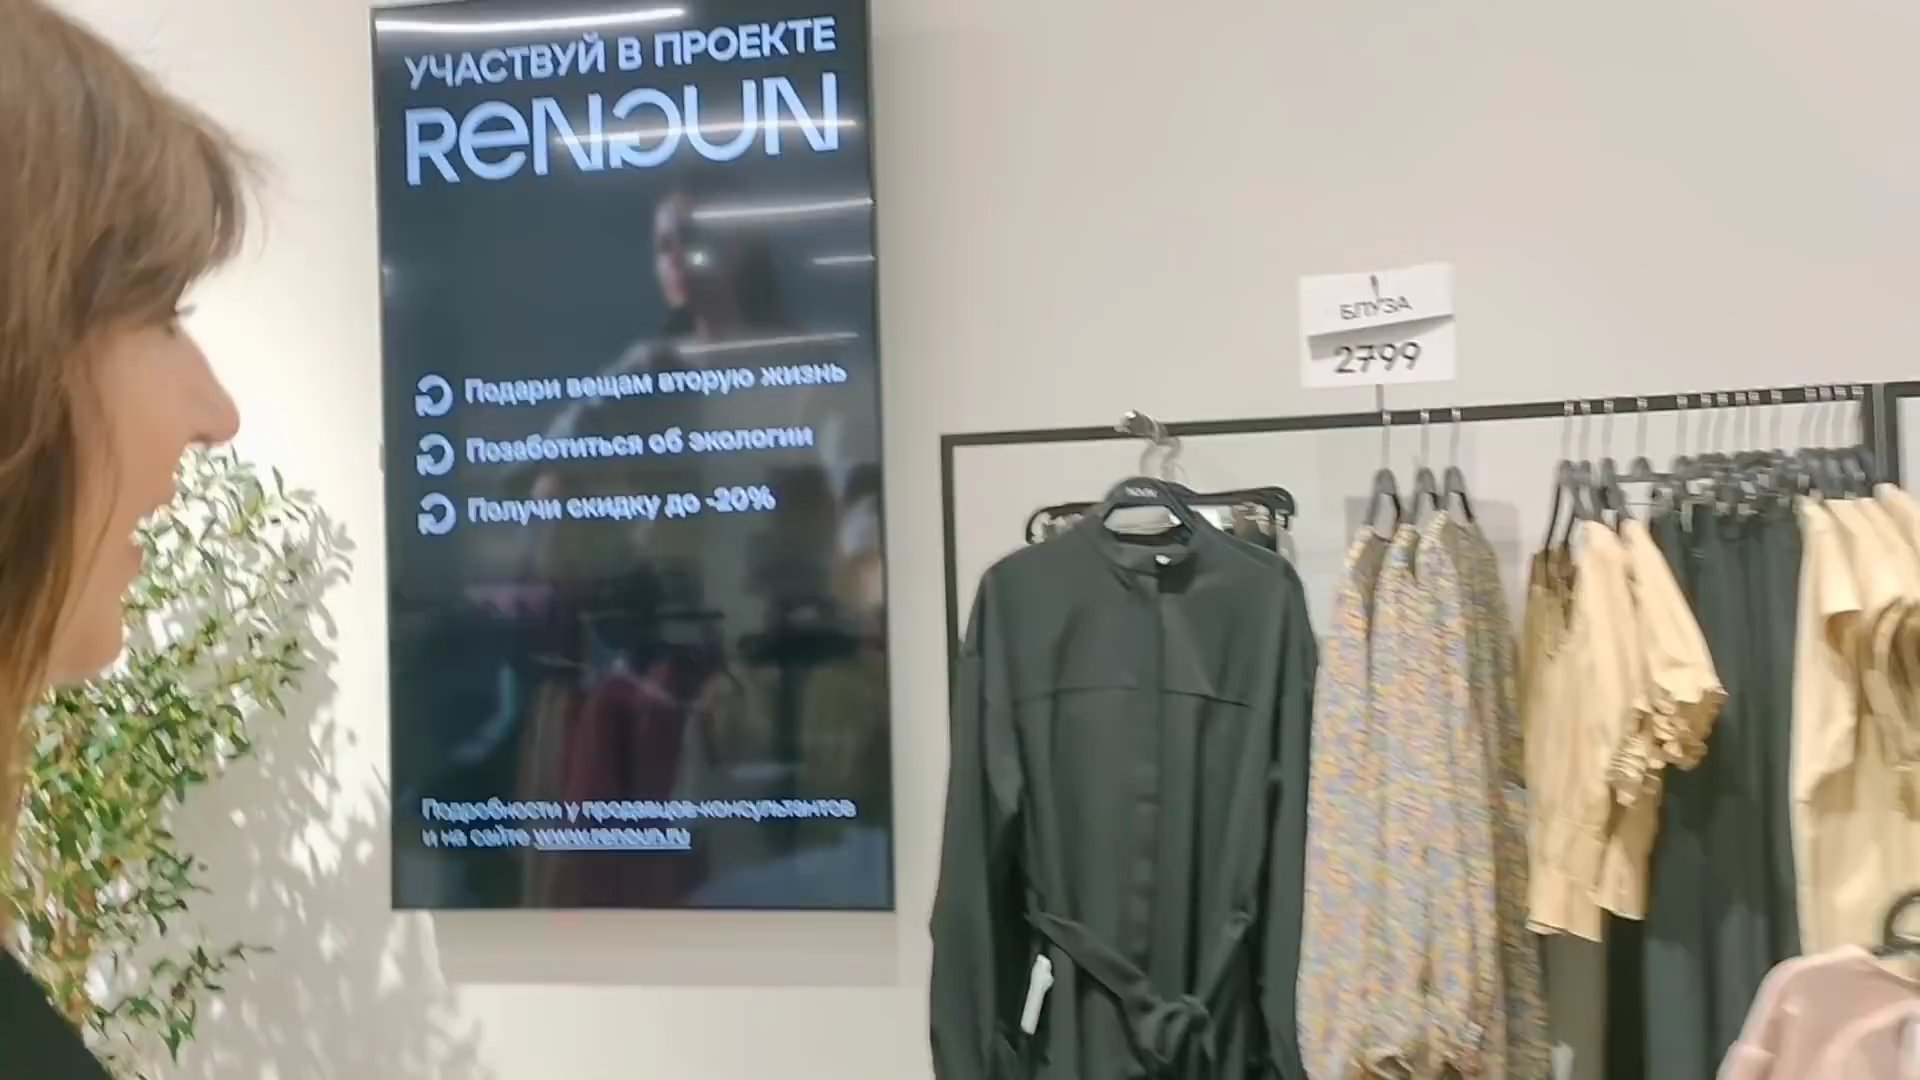 УЧАСТВУЙ В ПРОЕКТЕ
RENOUN
Подари вещам вторую жизнь
Позаботиться об экологии
Получи скидку до -20%
Подробности у продавцов-консультантов
и на сайте www.renoun.ru
БЛУЗА
2799